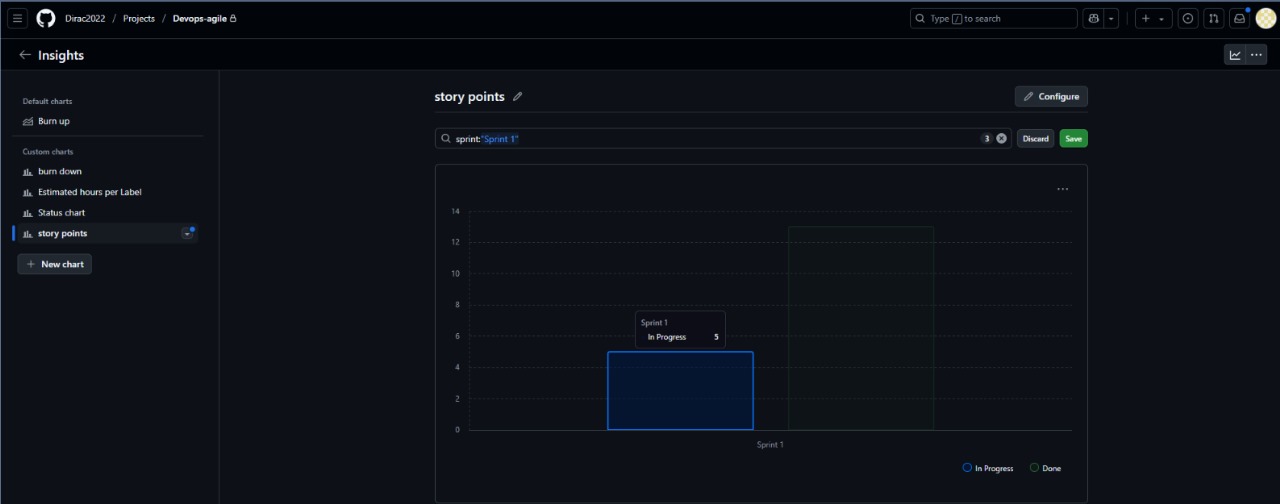 Dirac2022 / Projects / Devops-agile
Type / to search
Insights
Default charts
Burn up
Custom charts
burn down
Estimated hours per Label
Status chart
story points
New chart
story points
Configure
sprint:"Sprint 1"
3
Discard
Save
14
12
10
8
6
4
2
0
Sprint 1
In Progress 5
Sprint 1
In Progress
Done